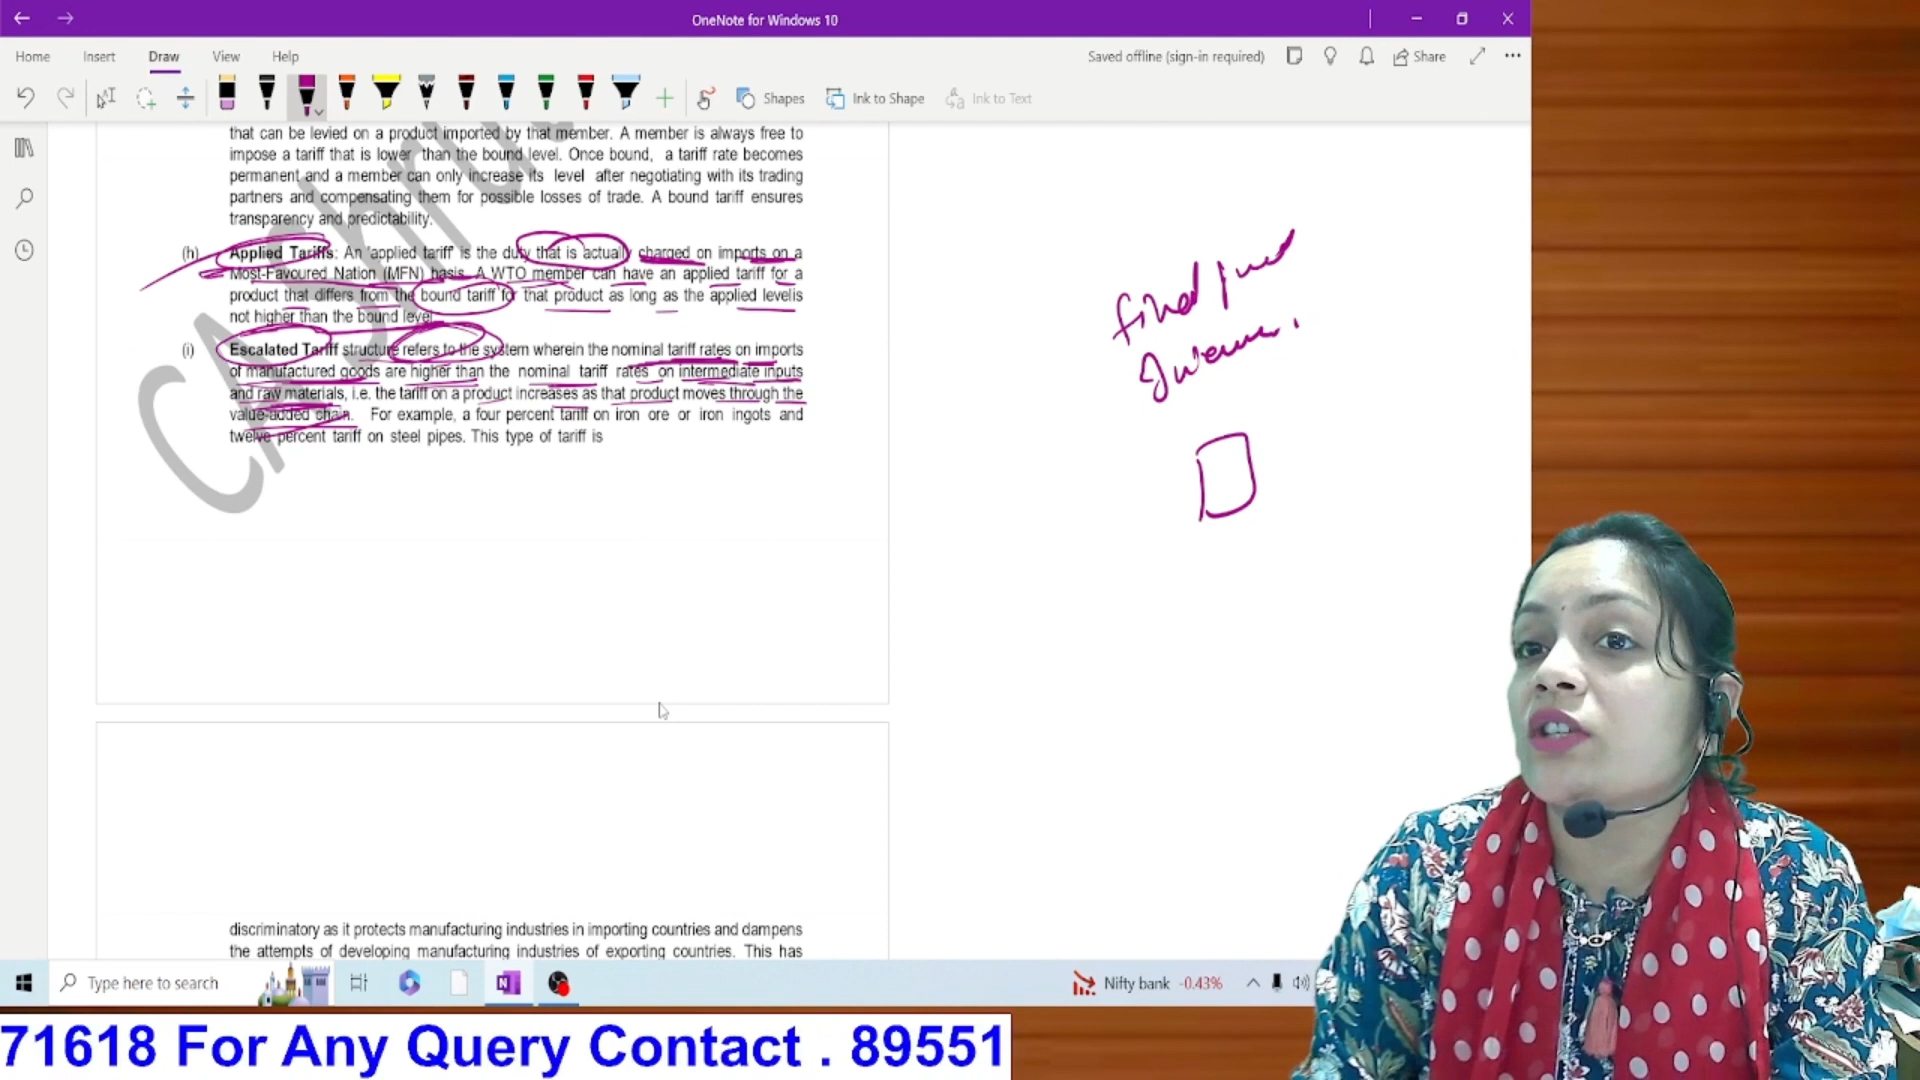 OneNote for Windows 10
Home Insert Draw View Help
Saved offline (sign-in required) Share
Shapes Ink to Shape Ink to Text
that can be levied on a product imported by that member. A member is always free to
impose a tariff that is lower than the bound level. Once bound, a tariff rate becomes
permanent and a member can only increase its level after negotiating with its trading
partners and compensating them for possible losses of trade. A bound tariff ensures
transparency and predictability.
(h) Applied Tariffs: An 'applied tariff' is the duty that is actually charged on imports on a
Most-Favoured Nation (MFN) basis. A WTO member can have an applied tariff for a
product that differs from the bound tariff for that product as long as the applied levelis
not higher than the bound level.
(i) Escalated Tariff structure refers to the system wherein the nominal tariff rates on imports
of manufactured goods are higher than the nominal tariff rates on intermediate inputs
and raw materials, i.e. the tariff on a product increases as that product moves through the
value-added chain. For example, a four percent tariff on iron ore or iron ingots and
twelve percent tariff on steel pipes. This type of tariff is
discriminatory as it protects manufacturing industries in importing countries and dampens
the attempts of developing manufacturing industries of exporting countries. This has
Type here to search
Nifty bank -0.43%
71618 For Any Query Contact . 89551